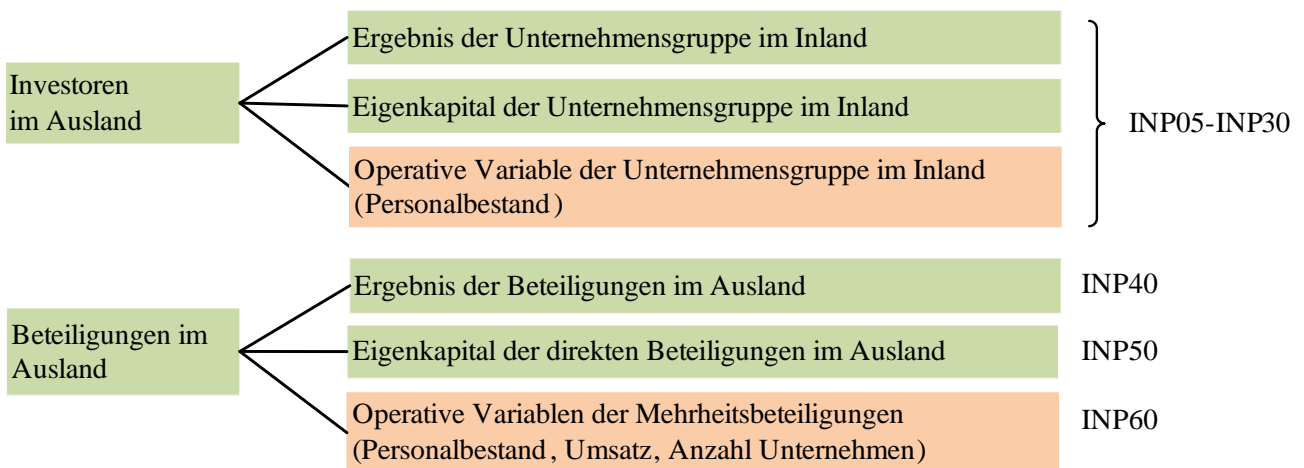 Investoren
im Ausland
Ergebnis der Unternehmensgruppe im Inland
Eigenkapital der Unternehmensgruppe im Inland
Operative Variable der Unternehmensgruppe im Inland
(Personalbestand)
INP05-INP30
Beteiligungen im
Ausland
Ergebnis der Beteiligungen im Ausland
INP40
Eigenkapital der direkten Beteiligungen im Ausland
INP50
Operative Variablen der Mehrheitsbeteiligungen
(Personalbestand, Umsatz, Anzahl Unternehmen)
INP60